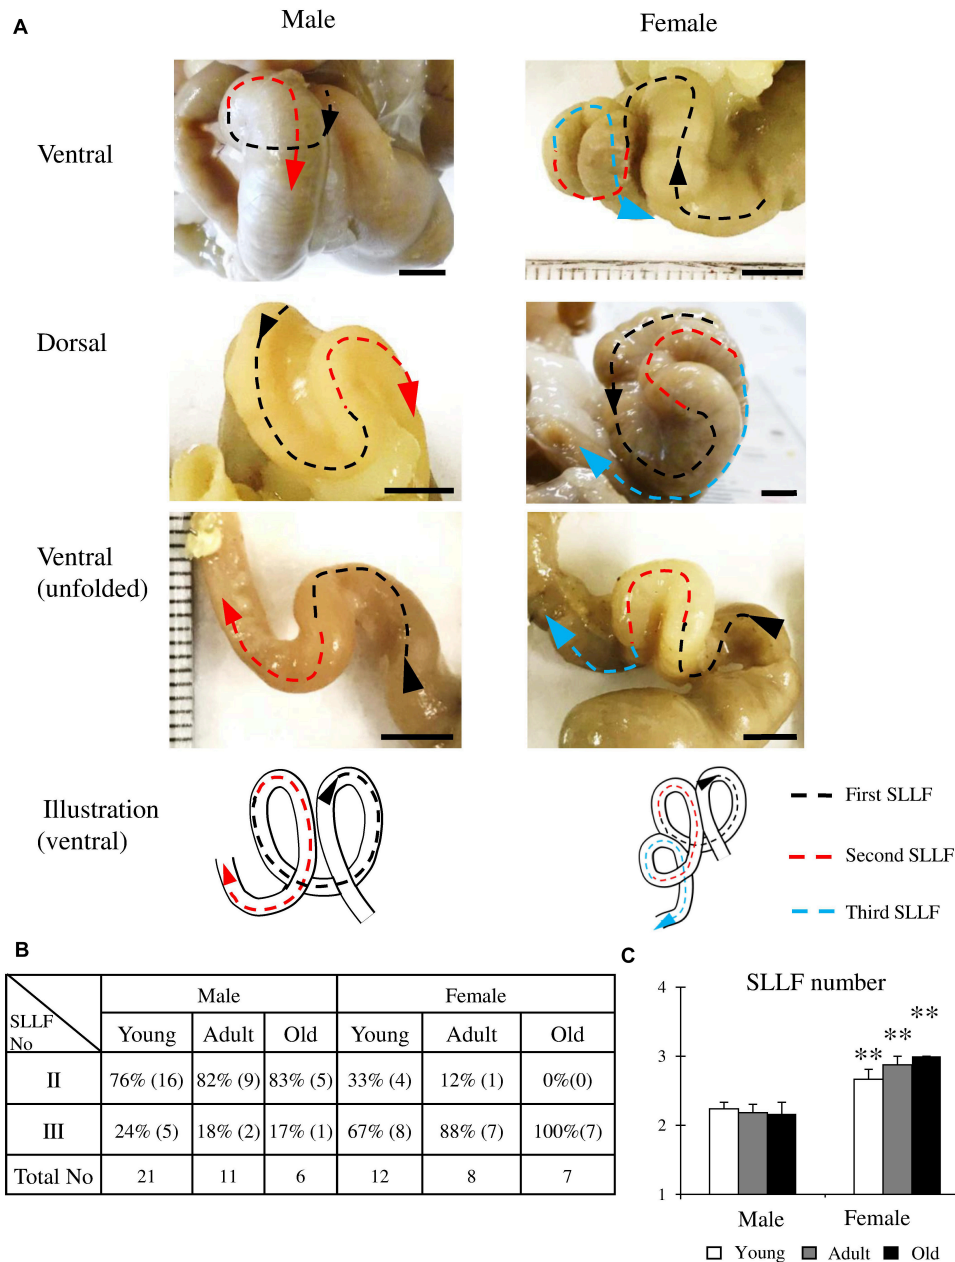 A
Male
Female
Ventral
Dorsal
Ventral
(unfolded)
Illustration
(ventral)
First SLLF
Second SLLF
Third SLLF
B
SLLF
No
Male
Female
Young
Adult
Old
Young
Adult
Old
II
76% (16)
82% (9)
83% (5)
33% (4)
12% (1)
0%(0)
III
24% (5)
18% (2)
17% (1)
67% (8)
88% (7)
100%(7)
Total No
21
11
6
12
8
7
C
SLLF number
4
3
2
1
**
**
**
Male
Female
Young
Adult
Old